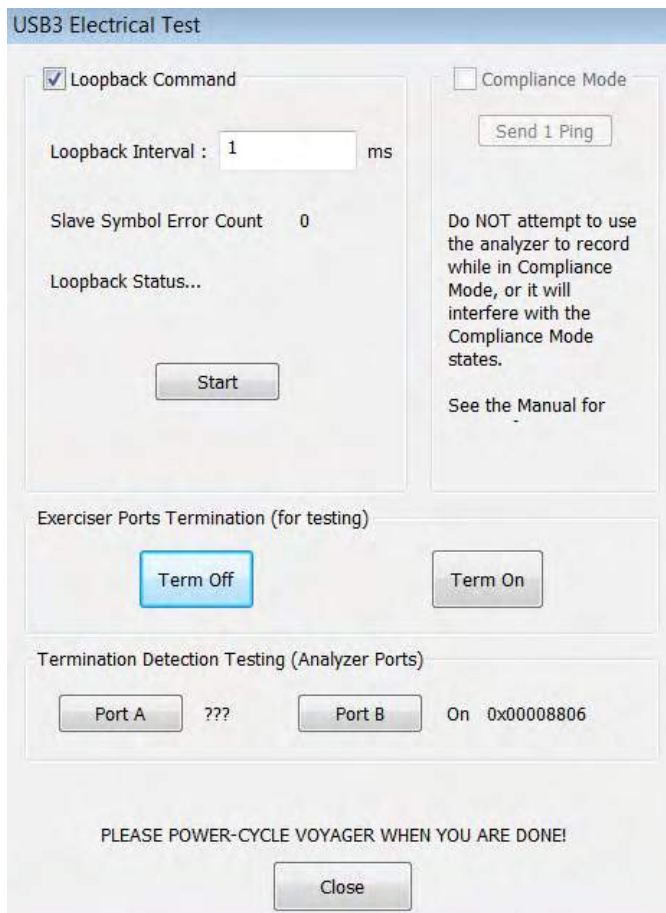 USB3 Electrical Test
Loopback Command
Loopback Interval : 1 ms
Slave Symbol Error Count 0
Loopback Status...
Start
Compliance Mode
Send 1 Ping
Do NOT attempt to use
the analyzer to record
while in Compliance
Mode, or it will
interfere with the
Compliance Mode
states.
See the Manual for
Exerciser Ports Termination (for testing)
Term Off
Term On
Termination Detection Testing (Analyzer Ports)
Port A ??? Port B On 0x00008806
PLEASE POWER-CYCLE VOYAGER WHEN YOU ARE DONE!
Close